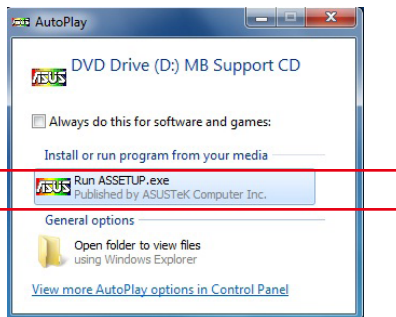 AutoPlay
DVD Drive (D:) MB Support CD
ASUS
Always do this for software and games:
Install or run program from your media
ASUS
Run ASSETUP.exe
Published by ASUSTeK Computer Inc.
General options
Open folder to view files
using Windows Explorer
View more AutoPlay options in Control Panel